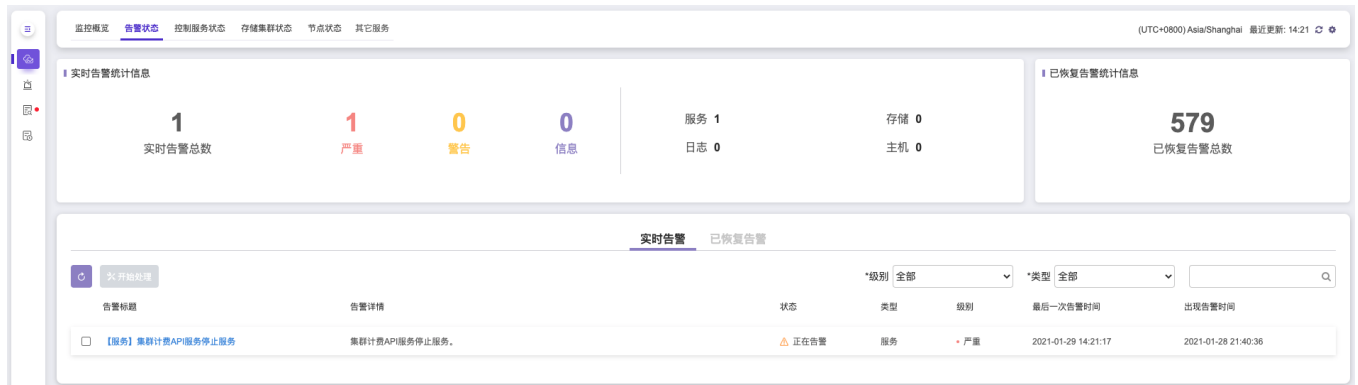 监控概览 告警状态 控制服务状态 存储集群状态 节点状态 其它服务 (UTC+0800) Asia/Shanghai 最近更新: 14:21
实时告警统计信息 已恢复告警统计信息
1 1 0 0 服务 1 存储 0 579
实时告警总数 严重 警告 信息 日志 0 主机 0 已恢复告警总数
实时告警 已恢复告警
开始处理 *级别 全部 *类型 全部
告警标题 告警详情 状态 类型 级别 最后一次告警时间 出现告警时间
【服务】集群计费API服务停止服务 集群计费API服务停止服务。 正在告警 服务 严重 2021-01-29 14:21:17 2021-01-28 21:40:36